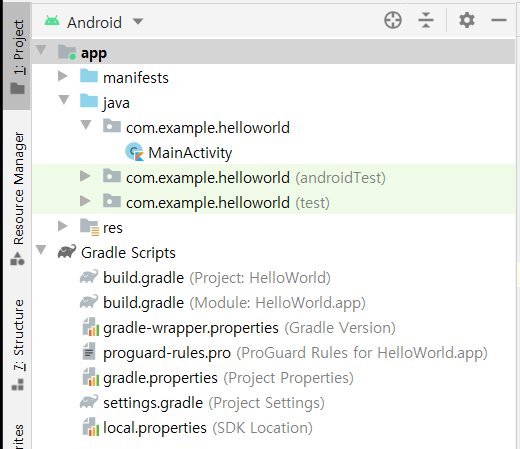 Android
1: Project
Resource Manager
7: Structure
rites
app
manifests
java
com.example.helloworld
MainActivity
com.example.helloworld (androidTest)
com.example.helloworld (test)
res
Gradle Scripts
build.gradle (Project: HelloWorld)
build.gradle (Module: HelloWorld.app)
gradle-wrapper.properties (Gradle Version)
proguard-rules.pro (ProGuard Rules for HelloWorld.app)
gradle.properties (Project Properties)
settings.gradle (Project Settings)
local.properties (SDK Location)